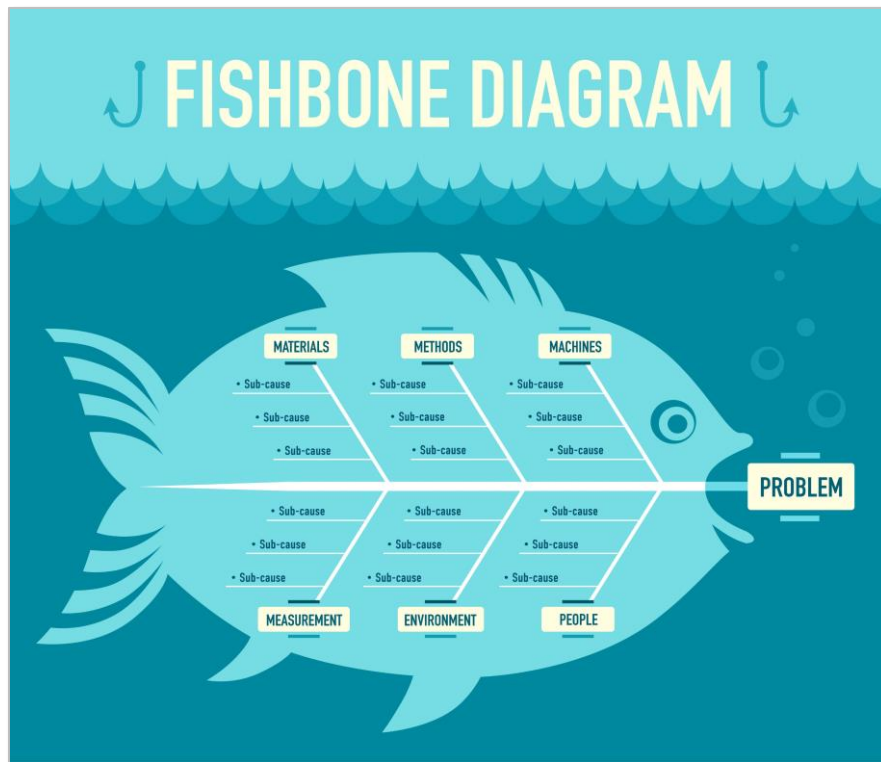 FISHBONE DIAGRAM
MATERIALS
METHODS
MACHINES
• Sub-cause
• Sub-cause
• Sub-cause
• Sub-cause
• Sub-cause
• Sub-cause
• Sub-cause
• Sub-cause
• Sub-cause
PROBLEM
• Sub-cause
• Sub-cause
• Sub-cause
• Sub-cause
• Sub-cause
• Sub-cause
• Sub-cause
• Sub-cause
• Sub-cause
MEASUREMENT
ENVIRONMENT
PEOPLE